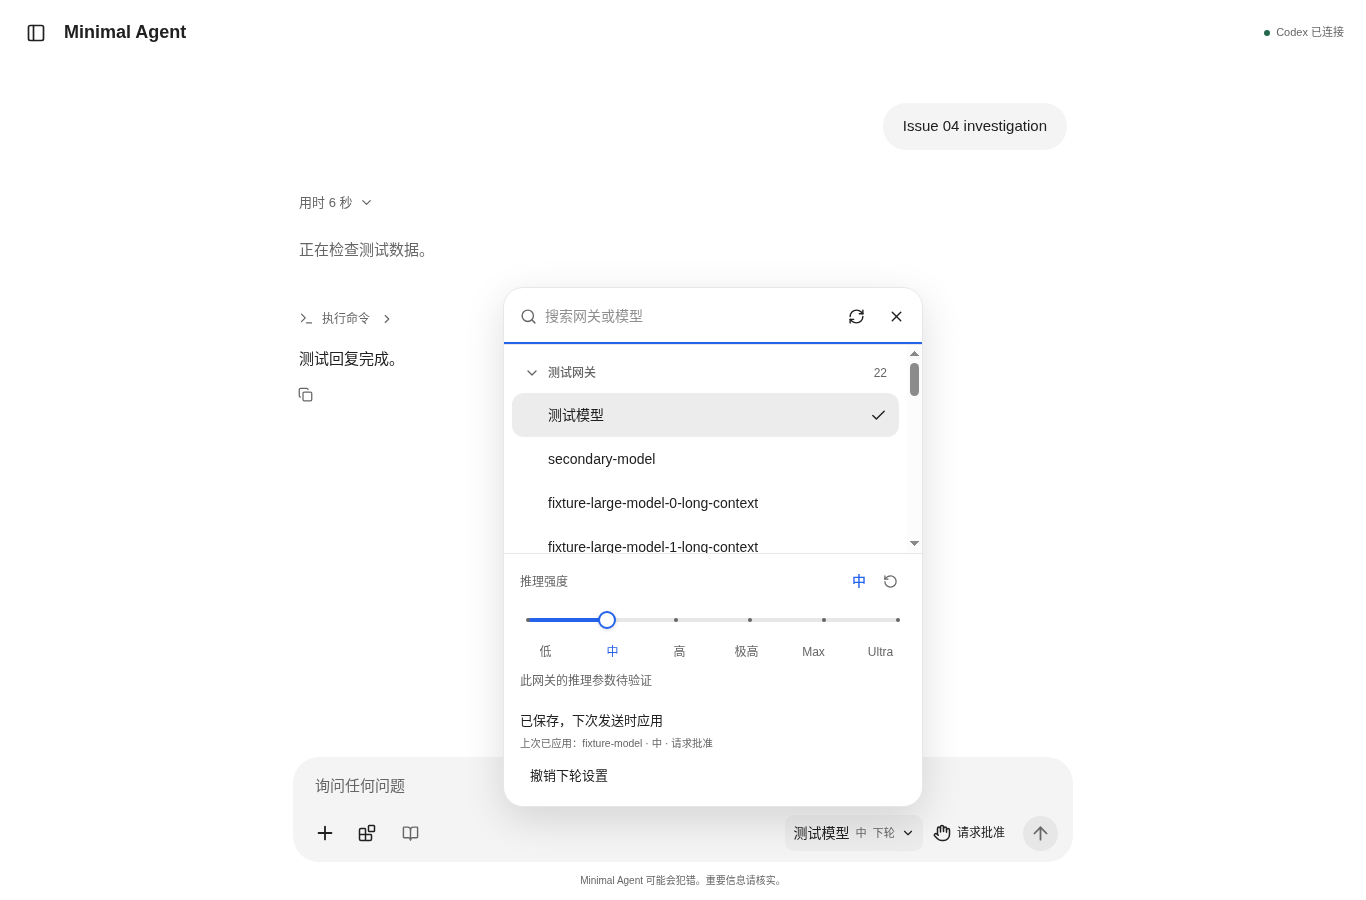 Minimal Agent
Codex 已连接
Issue 04 investigation
用时 6 秒
正在检查测试数据。
执行命令
测试回复完成。
搜索网关或模型
测试网关 22
测试模型
secondary-model
fixture-large-model-0-long-context
fixture-large-model-1-long-context
推理强度 中
低 中 高 极高 Max Ultra
此网关的推理参数待验证
已保存，下次发送时应用
上次已应用：fixture-model · 中 · 请求批准
撤销下轮设置
询问任何问题
测试模型 中 下轮 请求批准
Minimal Agent 可能会犯错。重要信息请核实。